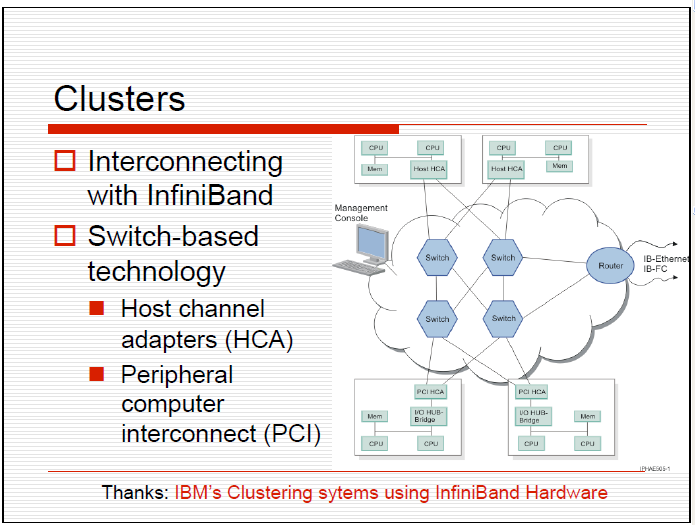 Clusters
Interconnecting
with InfiniBand
Switch-based
technology
Host channel
adapters (HCA)
Peripheral
computer
interconnect (PCI)
CPU
CPU
Mem
Host HCA
CPU
CPU
Host HCA
Mem
Management
Console
Switch
Switch
Router
IB-Ethernet
IB-FC
Switch
Switch
PCI HCA
I/O HUB-
Bridge
Mem
CPU
CPU
PCI HCA
I/O HUB-
Bridge
Mem
CPU
CPU
IPHAE505-1
Thanks: IBM's Clustering sytems using InfiniBand Hardware